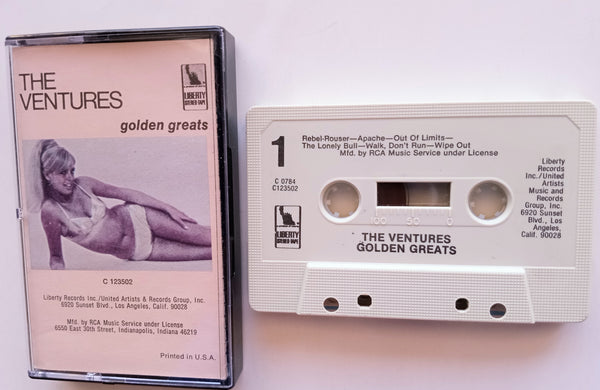 THE
VENTURES
LIBERTY
STEREO TAPE
golden greats
C 123502
Liberty Records Inc./United Artists & Records Group, Inc.
6920 Sunset Blvd., Los Angeles, Calif. 90028
Mfd. by RCA Music Service under License
6550 East 30th Street, Indianapolis, Indiana 46219
Printed in U.S.A.
1
Rebel-Rouser—Apache—Out Of Limits—
The Lonely Bull—Walk, Don't Run—Wipe Out
Mfd. by RCA Music Service under License
C 0784
C123502
Liberty
Records
Inc./United
Artists
Music and
Records
Group, Inc.
6920 Sunset
Blvd., Los
Angeles,
Calif. 90028
100 50 0
LIBERTY
STEREO TAPE
THE VENTURES
GOLDEN GREATS